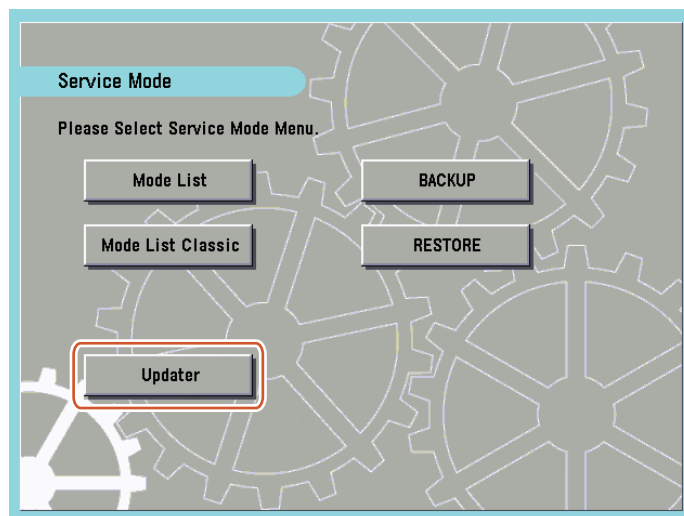 Service Mode
Please Select Service Mode Menu.
Mode List
BACKUP
Mode List Classic
RESTORE
Updater